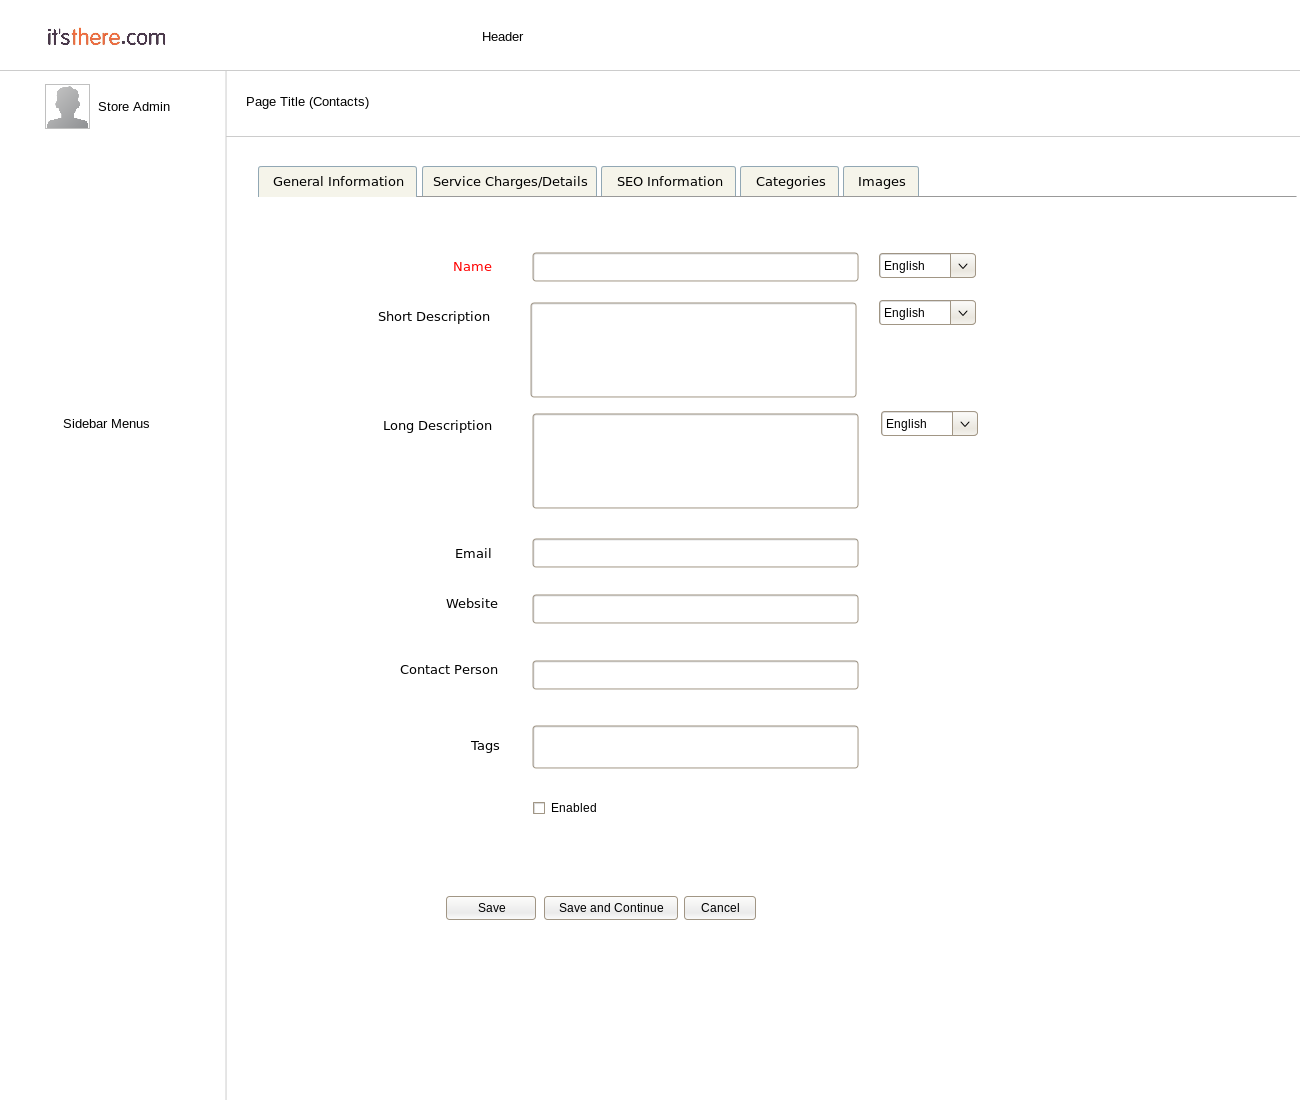 it'sthere.com
Header
Store Admin
Page Title (Contacts)
General Information
Service Charges/Details
SEO Information
Categories
Images
Name
English
Short Description
English
Sidebar Menus
Long Description
English
Email
Website
Contact Person
Tags
Enabled
Save
Save and Continue
Cancel